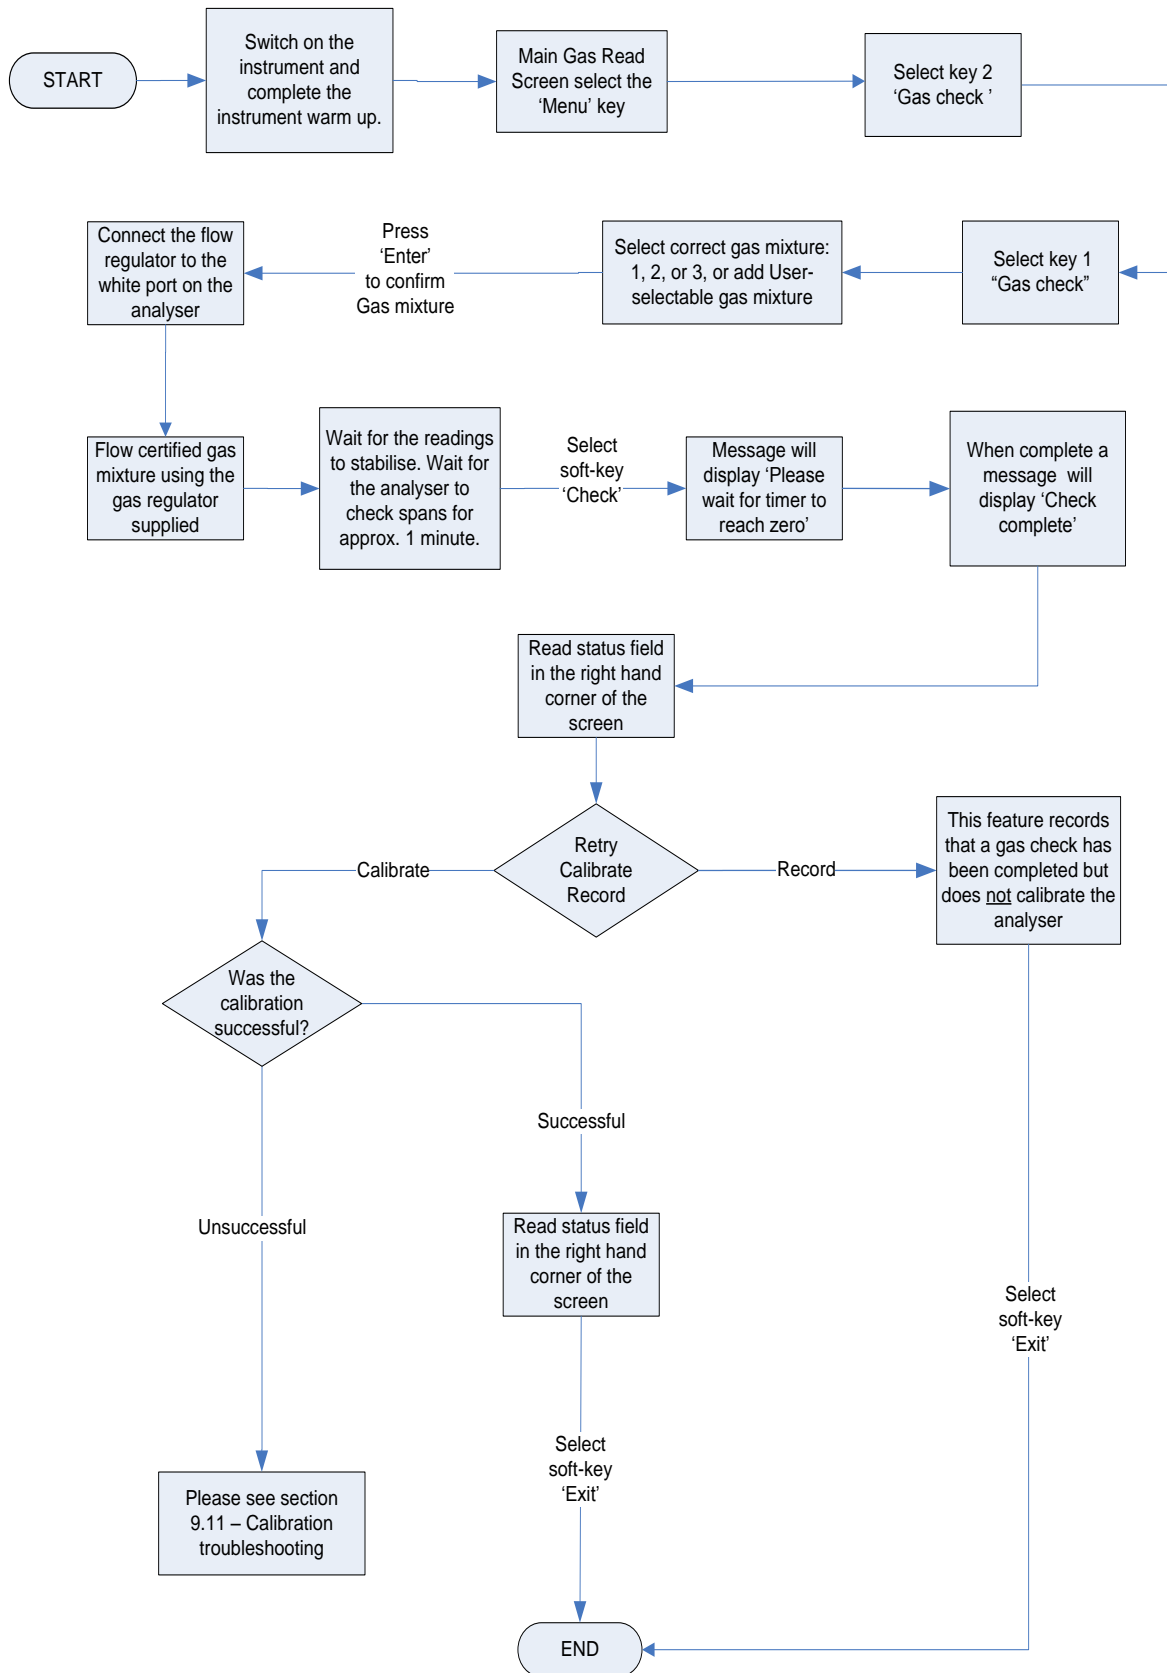 START
Switch on the
instrument and
complete the
instrument warm up.
Main Gas Read
Screen select the
‘Menu’ key
Select key 2
‘Gas check ’
Connect the flow
regulator to the
white port on the
analyser
Press
‘Enter’
to confirm
Gas mixture
Select correct gas mixture:
1, 2, or 3, or add User-
selectable gas mixture
Select key 1
“Gas check”
Flow certified gas
mixture using the
gas regulator
supplied
Wait for the readings
to stabilise. Wait for
the analyser to
check spans for
approx. 1 minute.
Select
soft-key
‘Check’
Message will
display ‘Please
wait for timer to
reach zero’
When complete a
message will
display ‘Check
complete’
Read status field
in the right hand
corner of the
screen
Calibrate
Retry
Calibrate
Record
Record
This feature records
that a gas check has
been completed but
does not calibrate the
analyser
Was the
calibration
successful?
Successful
Unsuccessful
Read status field
in the right hand
corner of the
screen
Select
soft-key
‘Exit’
Select
soft-key
‘Exit’
Please see section
9.11 – Calibration
troubleshooting
END